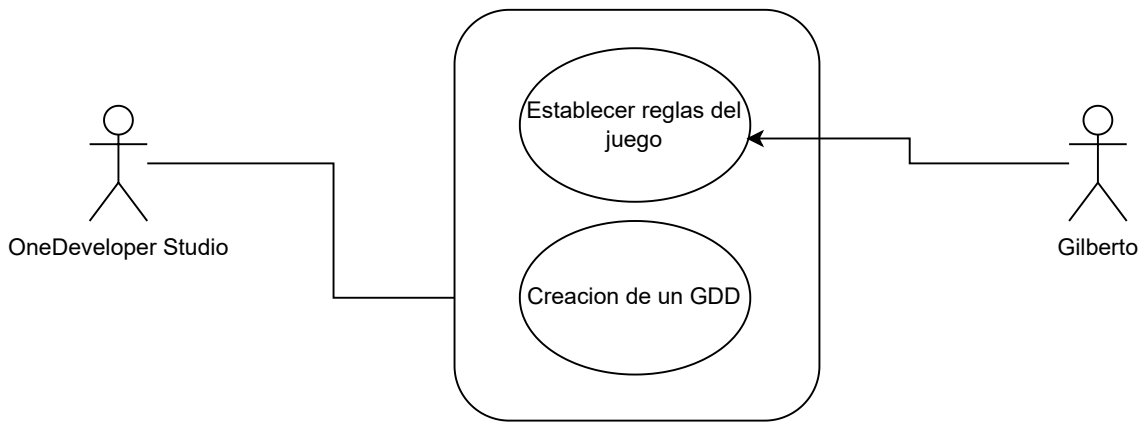 Establecer reglas del
juego
OneDeveloper Studio
Gilberto
Creacion de un GDD